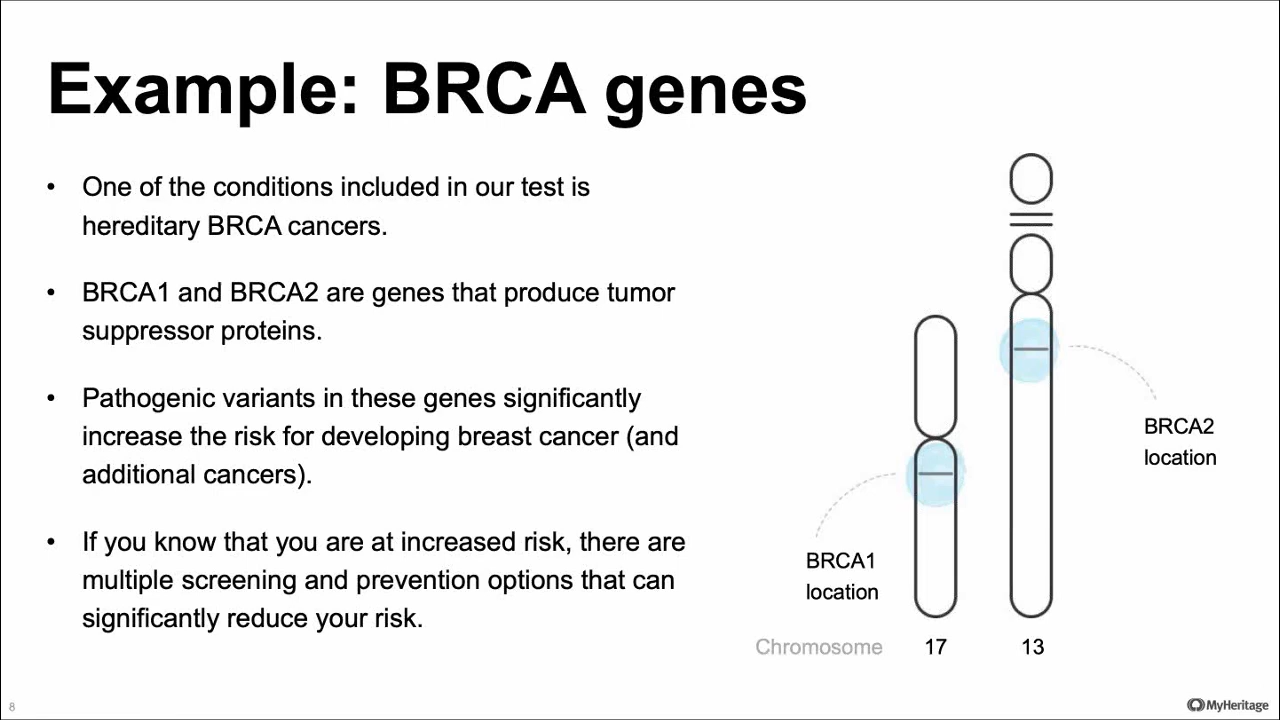 Example: BRCA genes
• One of the conditions included in our test is
hereditary BRCA cancers.
• BRCA1 and BRCA2 are genes that produce tumor
suppressor proteins.
• Pathogenic variants in these genes significantly
increase the risk for developing breast cancer (and
additional cancers).
• If you know that you are at increased risk, there are
multiple screening and prevention options that can
significantly reduce your risk.
BRCA2
location
BRCA1
location
Chromosome 17 13
8
MyHeritage